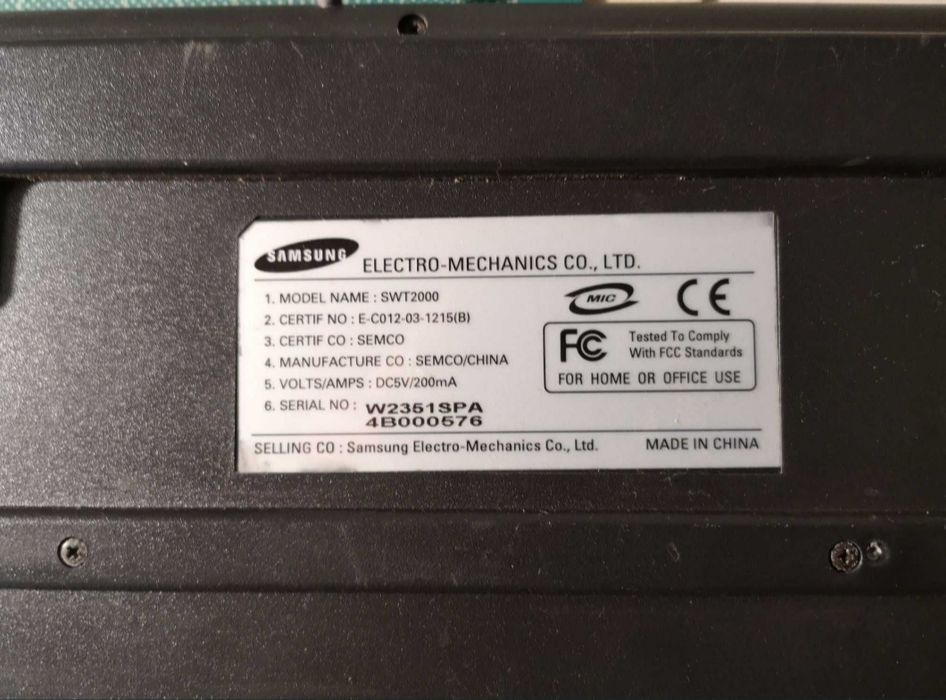 SAMSUNG ELECTRO-MECHANICS CO., LTD.
1. MODEL NAME : SWT2000
2. CERTIF NO : E-C012-03-1215(B)
3. CERTIF CO : SEMCO
4. MANUFACTURE CO : SEMCO/CHINA
5. VOLTS/AMPS : DC5V/200mA
6. SERIAL NO : W2351SPA
4B000576
MIC CE
FC Tested To Comply
With FCC Standards
FOR HOME OR OFFICE USE
SELLING CO : Samsung Electro-Mechanics Co., Ltd. MADE IN CHINA